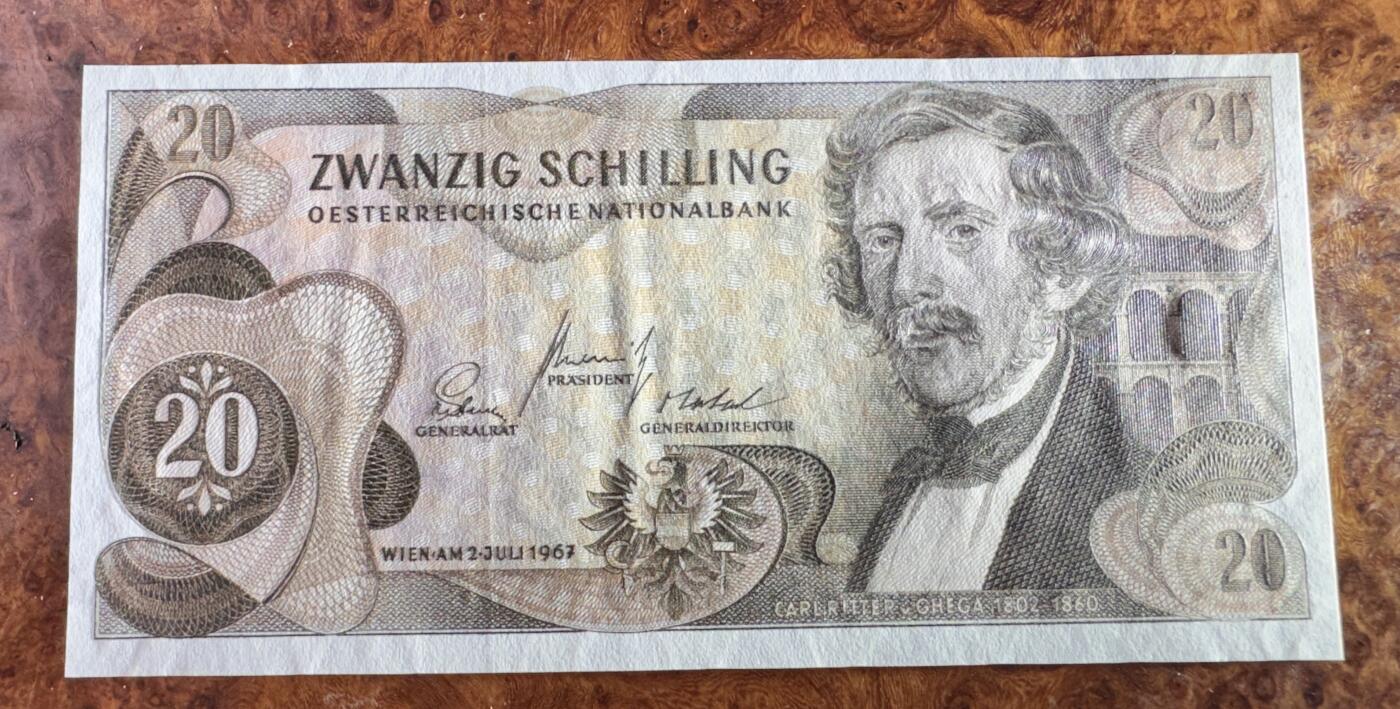 20
20
ZWANZIG SCHILLING
OESTERREICHISCHE NATIONALBANK
PRÄSIDENT
GENERALRAT
GENERALDIREKTOR
20
WIEN·AM 2·JULI 1967
20
CARL RITTER v. GHEGA 1802-1860